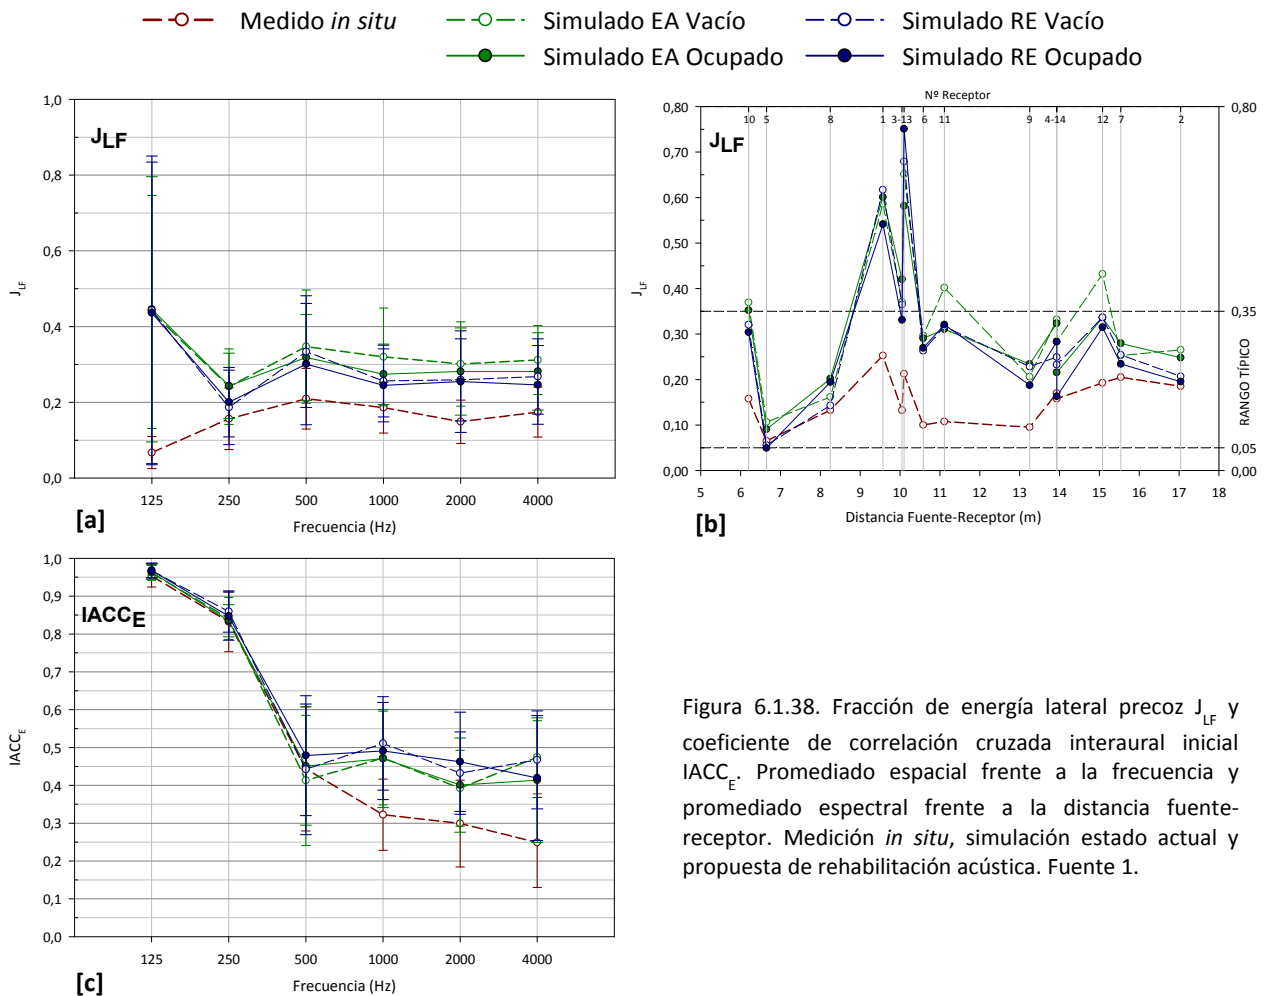 Medido in situ
Simulado EA Vacío
Simulado RE Vacío
Simulado EA Ocupado
Simulado RE Ocupado
JLF
1,0
0,8
0,6
0,4
0,2
0,0
JLF
125 250 500 1000 2000 4000
Frecuencia (Hz)
[a]
Nº Receptor
10 5 8 1 3-13 6 11 9 4-14 12 7 2
JLF
0,80
0,70
0,60
0,50
0,40
0,30
0,20
0,10
0,00
JLF
0,80
0,35
0,05
0,00
RANGO TÍPICO
5 6 7 8 9 10 11 12 13 14 15 16 17 18
Distancia Fuente-Receptor (m)
[b]
IACCE
1,0
0,9
0,8
0,7
0,6
0,5
0,4
0,3
0,2
0,1
0,0
IACCE
125 250 500 1000 2000 4000
Frecuencia (Hz)
[c]
Figura 6.1.38. Fracción de energía lateral precoz JLF y
coeficiente de correlación cruzada interaural inicial
IACCE. Promediado espacial frente a la frecuencia y
promediado espectral frente a la distancia fuente-
receptor. Medición in situ, simulación estado actual y
propuesta de rehabilitación acústica. Fuente 1.